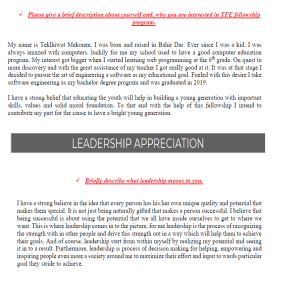 ✓ Please give a brief description about yourself and, why you are interested in TFE fellowship
program.
My name is Teklhiwot Mekonen. I was born and raised in Bahir Dar. Ever since I was a kid. I was
always amazed with computers. luckily for me my school used to have a good computer education
program. My interest got bigger when I started learning web programming at the 6th grade. On quest to
more discovery and with the great assistance of my teacher I got really good at it. It was at that stage I
decided to pursue the art of engineering a software as my educational goal. Fueled with this desire I take
software engineering as my bachelor degree program and was graduated in 2019.
I have a strong belief that educating the youth will help in building a young generation with important
skills, values and solid moral foundation. To that end with the help of this fellowship I intend to
contribute my part for the cause to have a bright young generation.
LEADERSHIP APPRECIATION
✓ Briefly describe what leadership means to you.
I have a strong believe in the idea that every person has his/her own unique quality and potential that
makes them special. It is not just being naturally gifted that makes a person successful. I believe that
being successful is about using the potential that we all have inside ourselves to get to where we
want. This is where leadership comes in to the picture, for me leadership is the process of recognizing
the strength with in other people and drive this strength out in a way which will help them to achieve
their goals. And of course, leadership start from within myself by realizing my potential and seeing
it in to a result. Furthermore, leadership is process of decision making for helping, empowering and
inspiring people even more a society around me to maximize their effort and input to wards particular
goal they stride to achieve.